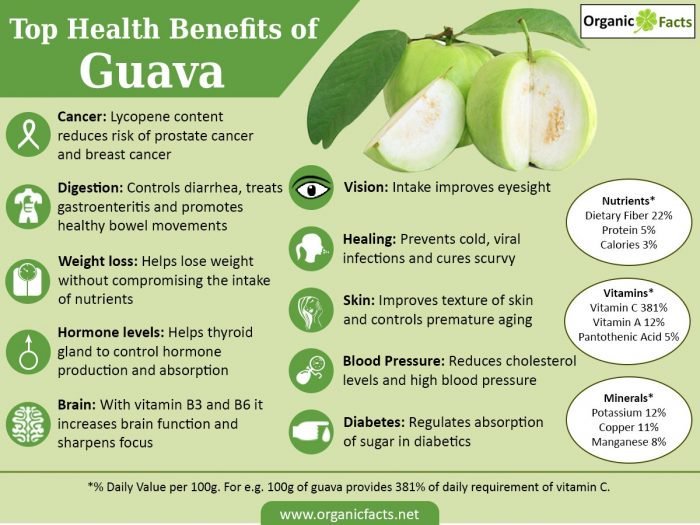 Top Health Benefits of
Guava
Organic Facts
Cancer: Lycopene content
reduces risk of prostate cancer
and breast cancer
Digestion: Controls diarrhea, treats
gastroenteritis and promotes
healthy bowel movements
Weight loss: Helps lose weight
without compromising the intake
of nutrients
Hormone levels: Helps thyroid
gland to control hormone
production and absorption
Brain: With vitamin B3 and B6 it
increases brain function and
sharpens focus
Vision: Intake improves eyesight
Healing: Prevents cold, viral
infections and cures scurvy
Skin: Improves texture of skin
and controls premature aging
Blood Pressure: Reduces cholesterol
levels and high blood pressure
Diabetes: Regulates absorption
of sugar in diabetics
Nutrients*
Dietary Fiber 22%
Protein 5%
Calories 3%
Vitamins*
Vitamin C 381%
Vitamin A 12%
Pantothenic Acid 5%
Minerals*
Potassium 12%
Copper 11%
Manganese 8%
*% Daily Value per 100g. For e.g. 100g of guava provides 381% of daily requirement of vitamin C.
www.organicfacts.net